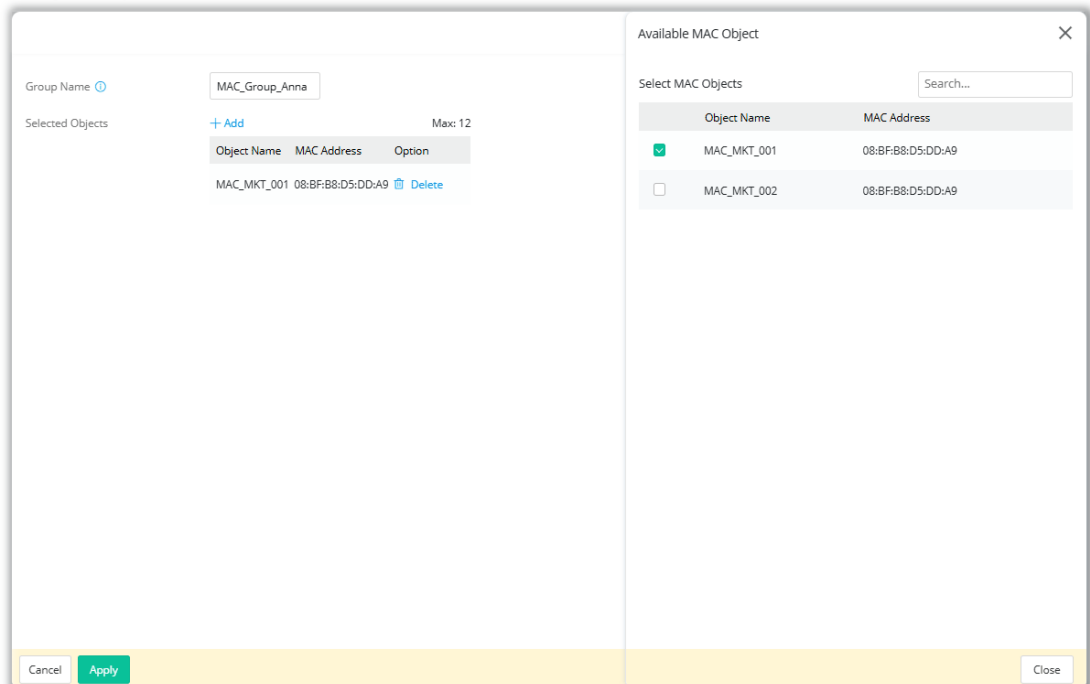 Available MAC Object
Group Name
MAC_Group_Anna
Selected Objects
+ Add
Max: 12
Object Name MAC Address Option
MAC_MKT_001 08:BF:B8:D5:DD:A9 Delete
Select MAC Objects
Search...
Object Name MAC Address
MAC_MKT_001 08:BF:B8:D5:DD:A9
MAC_MKT_002 08:BF:B8:D5:DD:A9
Cancel
Apply
Close